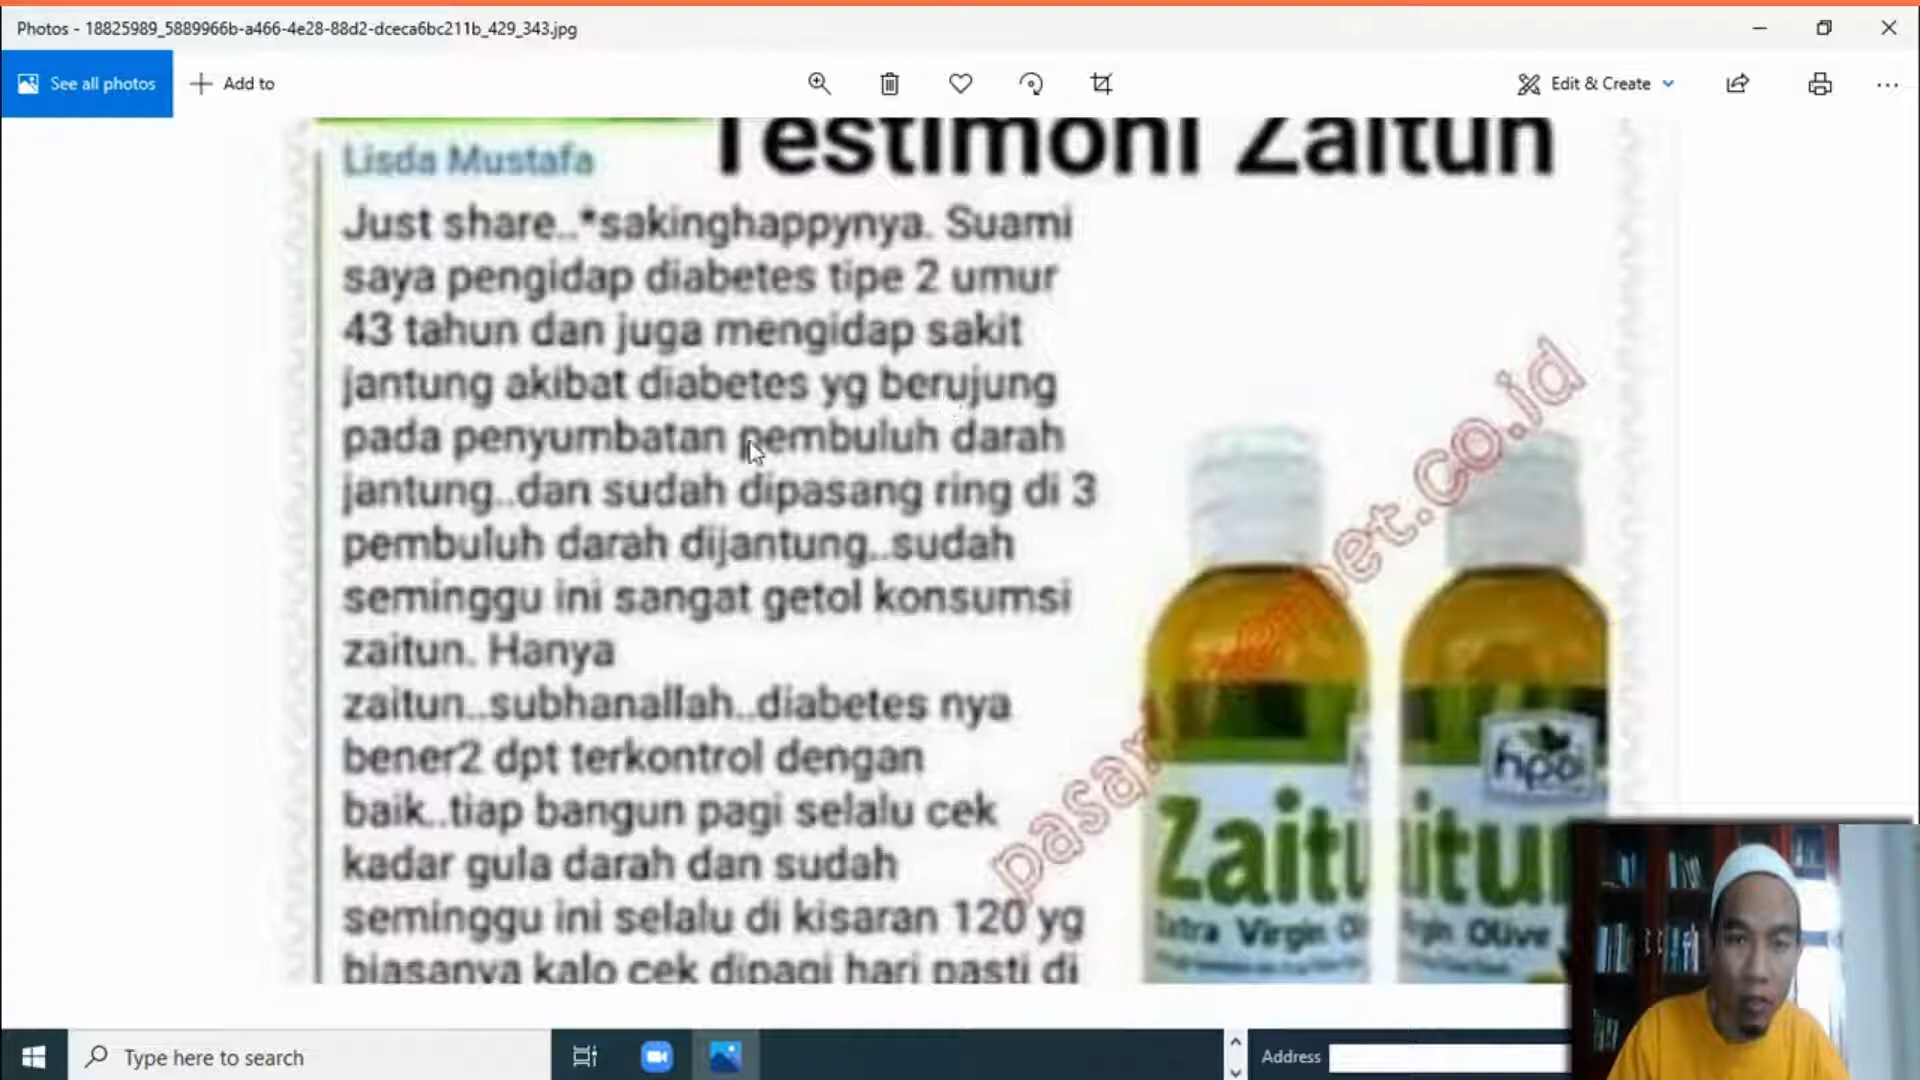 Photos - 18825989_5889966b-a466-4e28-88d2-dceca6bc211b_429_343.jpg
See all photos
Add to
Edit & Create
Testimoni Zaitun
Lisda Mustafa
Just share..*sakinghappynya. Suami
saya pengidap diabetes tipe 2 umur
43 tahun dan juga mengidap sakit
jantung akibat diabetes yg berujung
pada penyumbatan pembuluh darah
jantung..dan sudah dipasang ring di 3
pembuluh darah dijantung..sudah
seminggu ini sangat getol konsumsi
zaitun. Hanya
zaitun..subhanallah..diabetes nya
bener2 dpt terkontrol dengan
baik..tiap bangun pagi selalu cek
kadar gula darah dan sudah
seminggu ini selalu di kisaran 120 yg
biasanya kalo cek dipagi hari pasti di
hpai
Zaitu
itun
Extra Virgin Ol
irgin Olive
Type here to search
Address